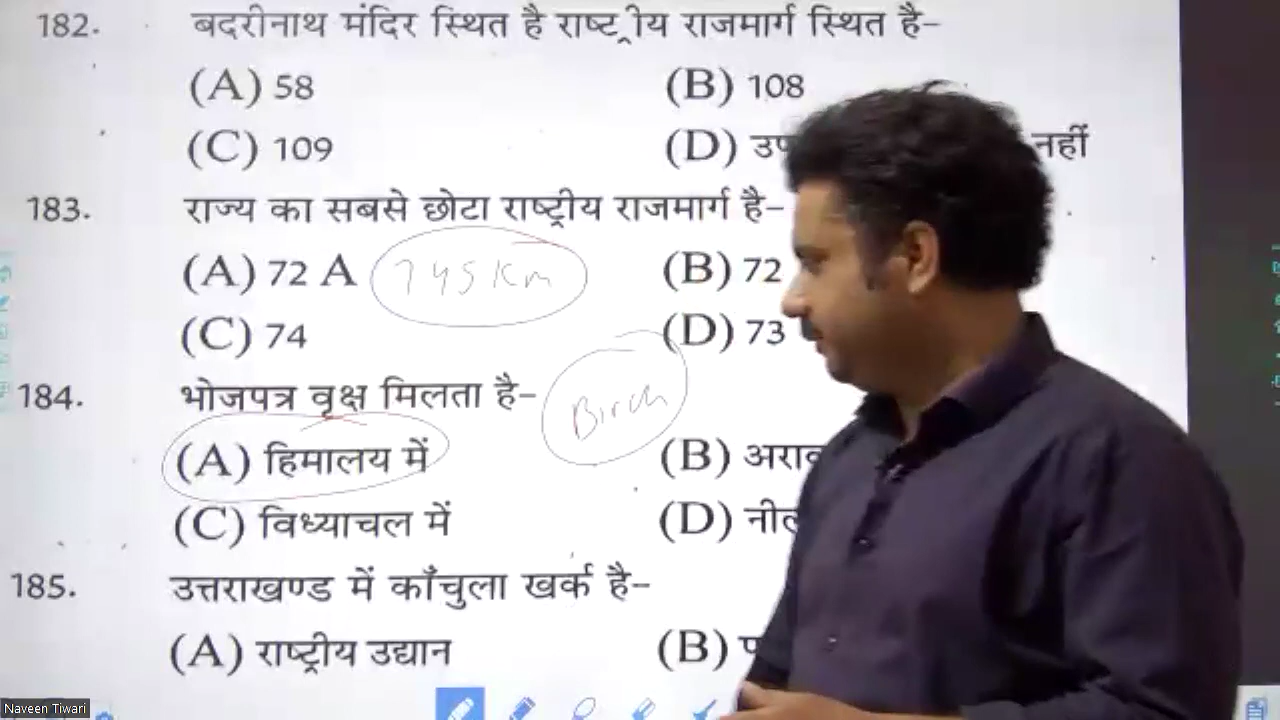 182. बदरीनाथ मंदिर स्थित है राष्ट्रीय राजमार्ग स्थित है–
(A) 58 (B) 108
(C) 109 (D) नहीं
183. राज्य का सबसे छोटा राष्ट्रीय राजमार्ग है–
(A) 72 A 745 Km (B) 72
(C) 74 (D) 73
184. भोजपत्र वृक्ष मिलता है– Birch
(A) हिमालय में (B)
(C) विध्याचल में (D)
185. उत्तराखण्ड में काँचुला खर्क है–
(A) राष्ट्रीय उद्यान (B)
Naveen Tiwari